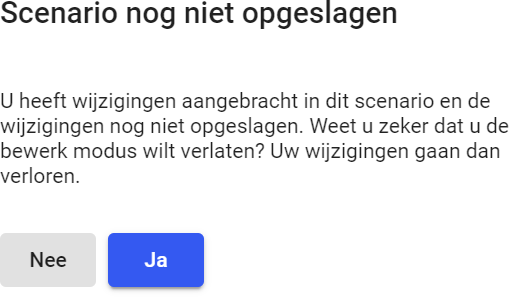 Scenario nog niet opgeslagen
U heeft wijzigingen aangebracht in dit scenario en de
wijzigingen nog niet opgeslagen. Weet u zeker dat u de
bewerk modus wilt verlaten? Uw wijzigingen gaan dan
verloren.
Nee
Ja